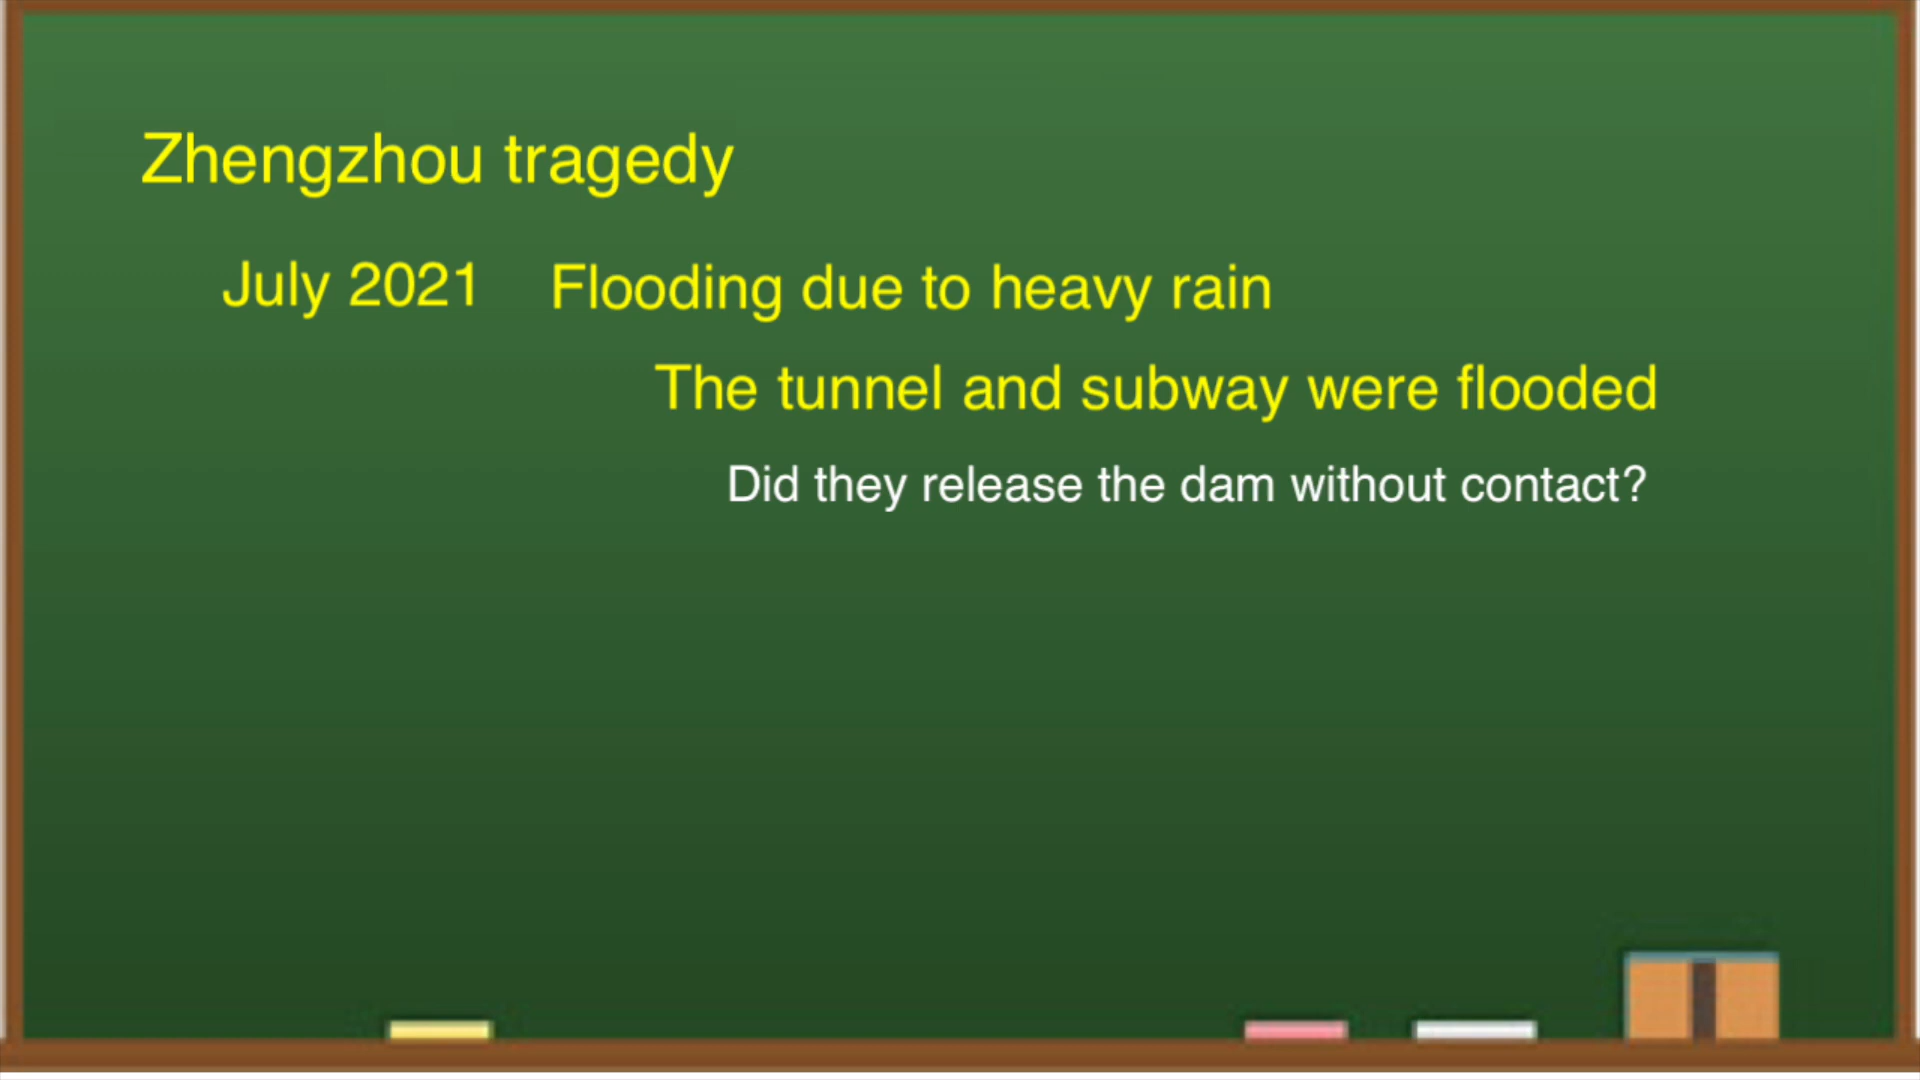 Zhengzhou tragedy
July 2021 Flooding due to heavy rain
The tunnel and subway were flooded
Did they release the dam without contact?